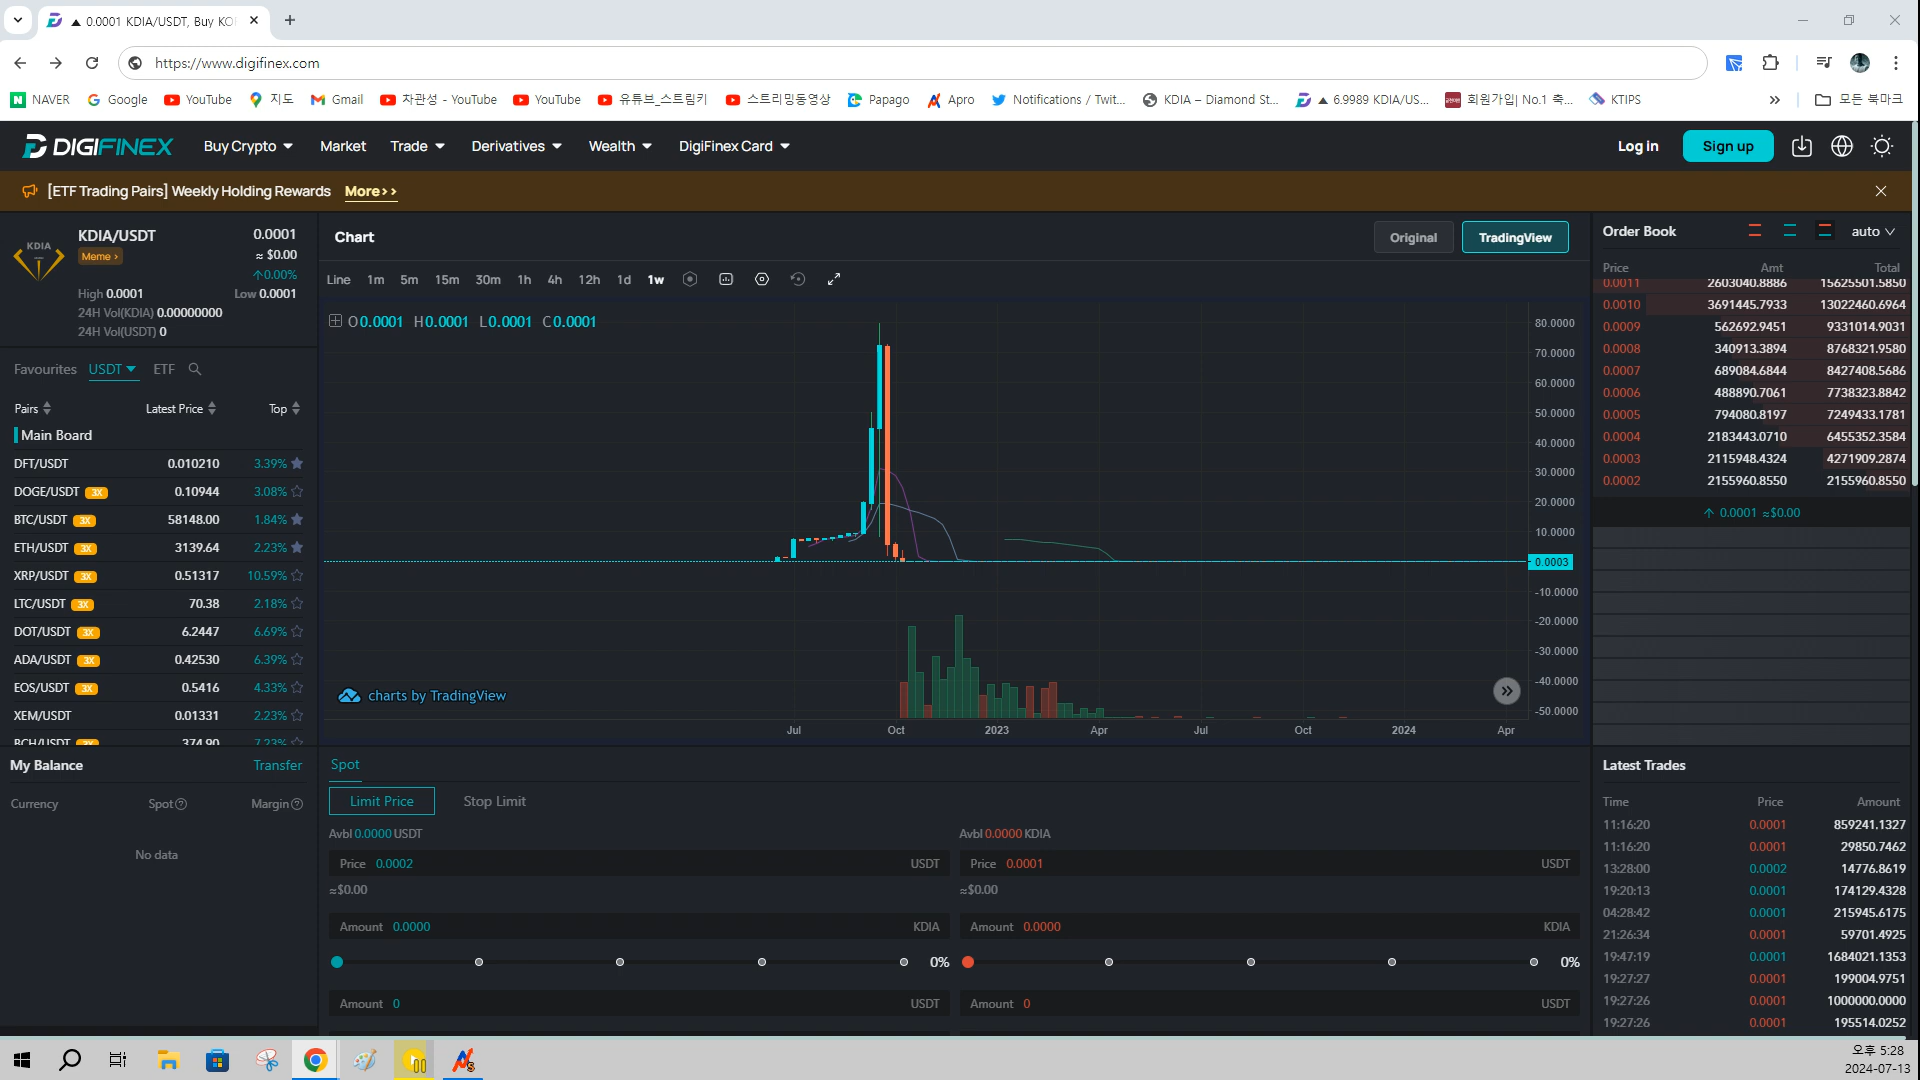 ▲ 0.0001 KDIA/USDT, Buy KD
https://www.digifinex.com
NAVER Google YouTube 지도 Gmail 차관성 - YouTube YouTube 유튜브_스트림키 스트리밍동영상 Papago Apro Notifications / Twit... KDIA – Diamond St... ▲ 6.9989 KDIA/US... 회원가입| No.1 축... KTIPS 모든 북마크
DIGIFINEX Buy Crypto Market Trade Derivatives Wealth DigiFinex Card Log in Sign up
[ETF Trading Pairs] Weekly Holding Rewards More>>
KDIA
KDIA/USDT 0.0001
Meme > ≈ $0.00
↑0.00%
High 0.0001 Low 0.0001
24H Vol(KDIA) 0.00000000
24H Vol(USDT) 0
Favourites USDT ETF
Pairs Latest Price Top
Main Board
DFT/USDT 0.010210 3.39%
DOGE/USDT 3X 0.10944 3.08%
BTC/USDT 3X 58148.00 1.84%
ETH/USDT 3X 3139.64 2.23%
XRP/USDT 3X 0.51317 10.59%
LTC/USDT 3X 70.38 2.18%
DOT/USDT 3X 6.2447 6.69%
ADA/USDT 3X 0.42530 6.39%
EOS/USDT 3X 0.5416 4.33%
XEM/USDT 0.01331 2.23%
BCH/USDT 3X 374.90 7.23%
My Balance Transfer
Currency Spot Margin
No data
Chart Original TradingView
Line 1m 5m 15m 30m 1h 4h 12h 1d 1w
O0.0001 H0.0001 L0.0001 C0.0001
80.0000
70.0000
60.0000
50.0000
40.0000
30.0000
20.0000
10.0000
0.0003
-10.0000
-20.0000
-30.0000
-40.0000
-50.0000
charts by TradingView
Jul Oct 2023 Apr Jul Oct 2024 Apr
Spot
Limit Price Stop Limit
Avbl 0.0000 USDT Avbl 0.0000 KDIA
Price 0.0002 USDT Price 0.0001 USDT
≈$0.00 ≈$0.00
Amount 0.0000 KDIA Amount 0.0000 KDIA
0% 0%
Amount 0 USDT Amount 0 USDT
Order Book auto
Price Amt Total
0.0011 2603040.8886 15625501.5850
0.0010 3691445.7933 13022460.6964
0.0009 562692.9451 9331014.9031
0.0008 340913.3894 8768321.9580
0.0007 689084.6844 8427408.5686
0.0006 488890.7061 7738323.8842
0.0005 794080.8197 7249433.1781
0.0004 2183443.0710 6455352.3584
0.0003 2115948.4324 4271909.2874
0.0002 2155960.8550 2155960.8550
↑ 0.0001 ≈$0.00
Latest Trades
Time Price Amount
11:16:20 0.0001 859241.1327
11:16:20 0.0001 29850.7462
13:28:00 0.0002 14776.8619
19:20:13 0.0001 174129.4328
04:28:42 0.0001 215945.6175
21:26:34 0.0001 59701.4925
19:47:19 0.0001 1684021.1353
19:27:27 0.0001 199004.9751
19:27:26 0.0001 1000000.0000
19:27:26 0.0001 195514.0252
오후 5:28
2024-07-13